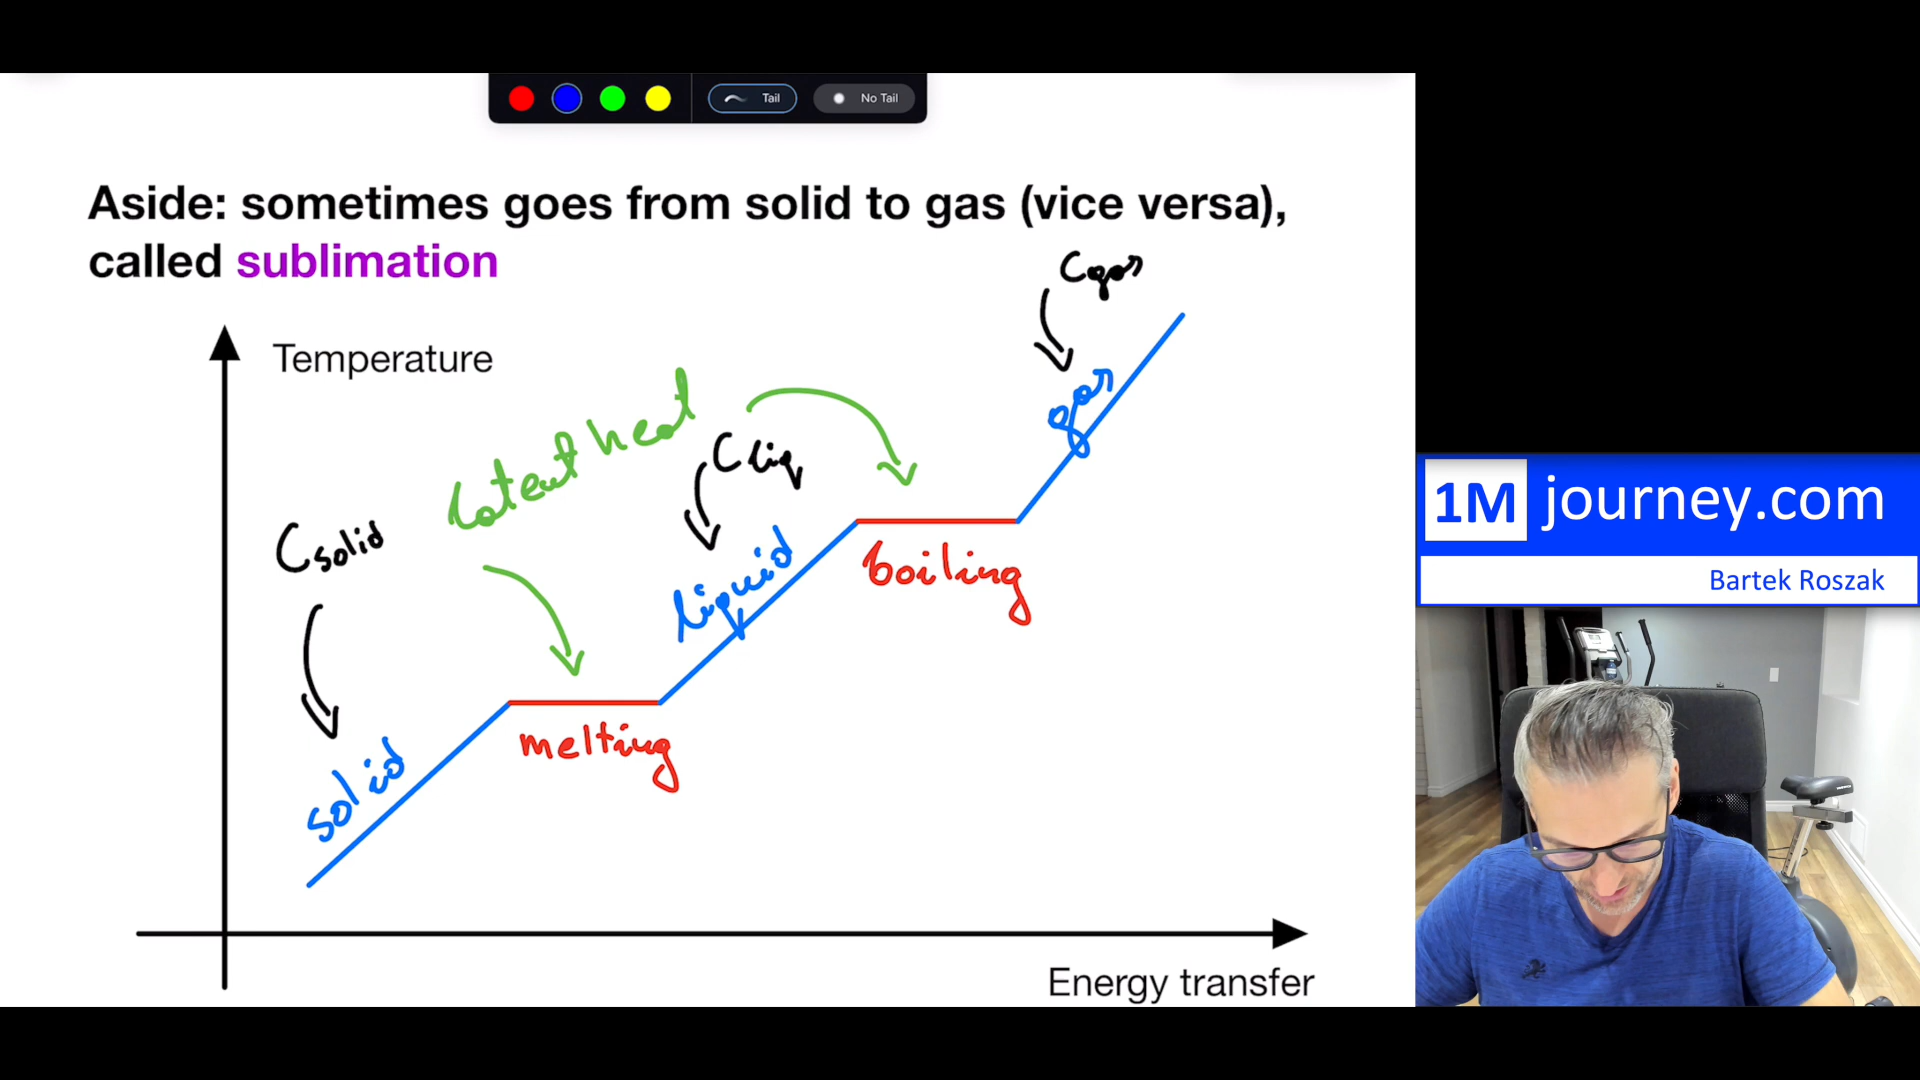 Tail
No Tail
Aside: sometimes goes from solid to gas (vice versa),
called sublimation
Cgas
Temperature
gas
latent heat
Cliq
Csolid
liquid
boiling
melting
solid
Energy transfer
1M journey.com
Bartek Roszak